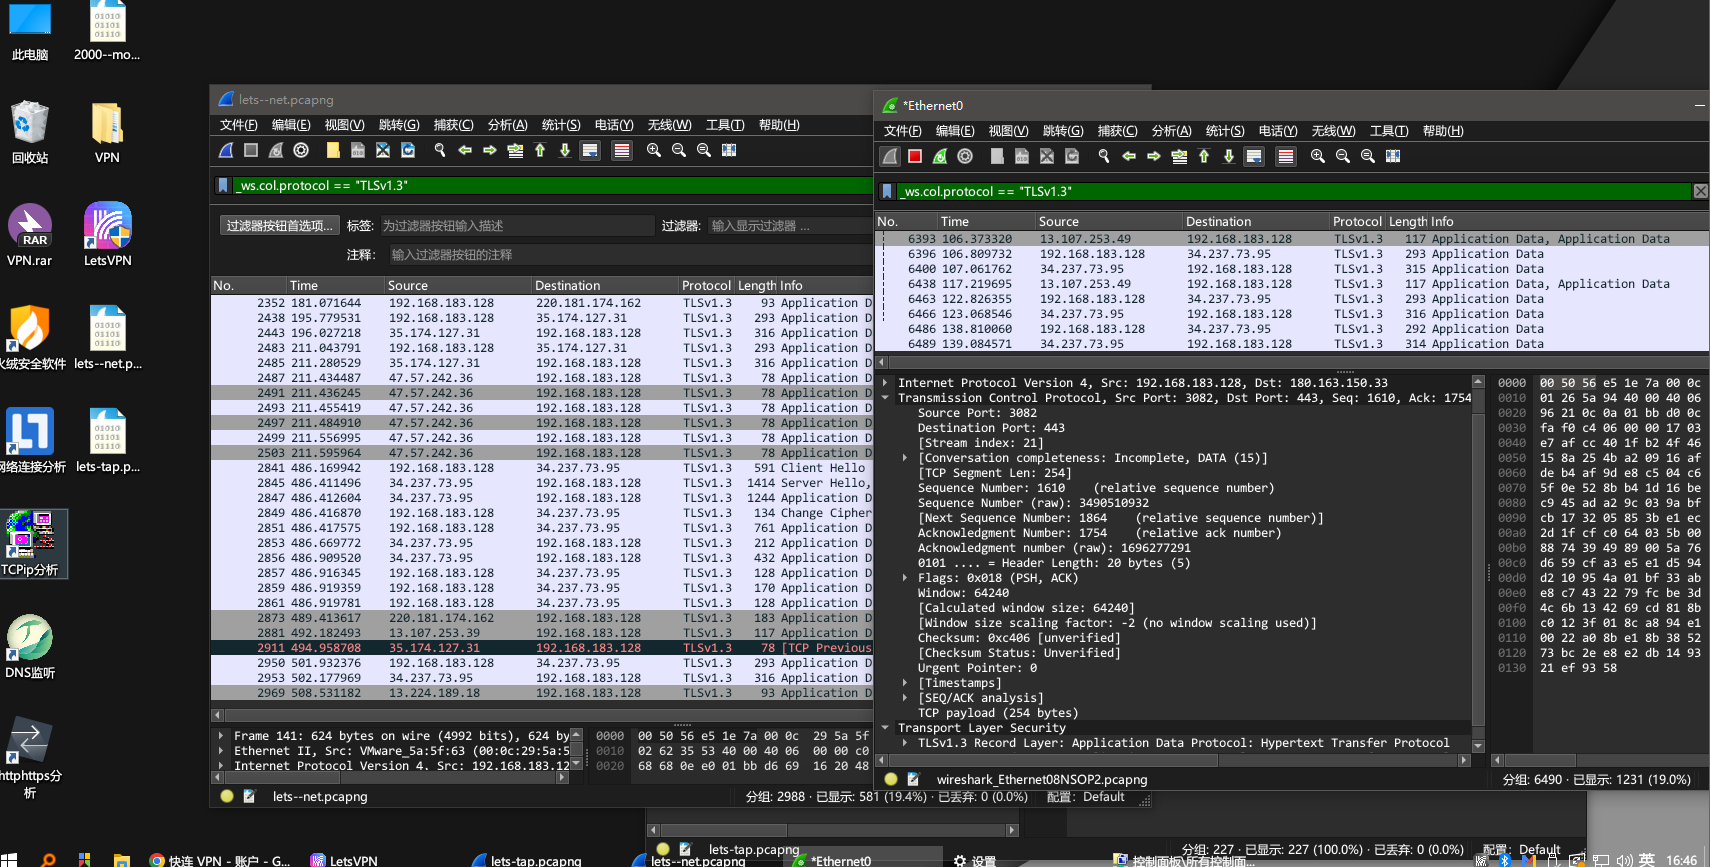 此电脑
2000--mo...
回收站
VPN
RAR
VPN.rar
LetsVPN
火绒安全软件
lets--net.p...
网络连接分析
lets-tap.p...
TCPip分析
DNS监听
httphttps分
析
lets--net.pcapng
文件(F) 编辑(E) 视图(V) 跳转(G) 捕获(C) 分析(A) 统计(S) 电话(Y) 无线(W) 工具(T) 帮助(H)
_ws.col.protocol == "TLSv1.3"
过滤器按钮首选项... 标签: 为过滤器按钮输入描述 过滤器: 输入显示过滤器 ...
注释: 输入过滤器按钮的注释
No. Time Source Destination Protocol Length Info
2352 181.071644 192.168.183.128 220.181.174.162 TLSv1.3 93 Application D
2438 195.779531 192.168.183.128 35.174.127.31 TLSv1.3 293 Application D
2443 196.027218 35.174.127.31 192.168.183.128 TLSv1.3 316 Application D
2483 211.043791 192.168.183.128 35.174.127.31 TLSv1.3 293 Application D
2485 211.280529 35.174.127.31 192.168.183.128 TLSv1.3 316 Application D
2487 211.434487 47.57.242.36 192.168.183.128 TLSv1.3 78 Application D
2491 211.436245 47.57.242.36 192.168.183.128 TLSv1.3 78 Application D
2493 211.455419 47.57.242.36 192.168.183.128 TLSv1.3 78 Application D
2497 211.484910 47.57.242.36 192.168.183.128 TLSv1.3 78 Application D
2499 211.556995 47.57.242.36 192.168.183.128 TLSv1.3 78 Application D
2503 211.595964 47.57.242.36 192.168.183.128 TLSv1.3 78 Application D
2841 486.169942 192.168.183.128 34.237.73.95 TLSv1.3 591 Client Hello
2845 486.411496 34.237.73.95 192.168.183.128 TLSv1.3 1414 Server Hello,
2847 486.412604 34.237.73.95 192.168.183.128 TLSv1.3 1244 Application D
2849 486.416870 34.237.73.95 192.168.183.128 TLSv1.3 134 Change Cipher
2851 486.417575 192.168.183.128 34.237.73.95 TLSv1.3 761 Application D
2853 486.669772 34.237.73.95 192.168.183.128 TLSv1.3 212 Application D
2856 486.909520 34.237.73.95 192.168.183.128 TLSv1.3 432 Application D
2857 486.916345 192.168.183.128 34.237.73.95 TLSv1.3 128 Application D
2859 486.919359 192.168.183.128 34.237.73.95 TLSv1.3 170 Application D
2861 486.919781 192.168.183.128 34.237.73.95 TLSv1.3 128 Application D
2873 489.413617 220.181.174.162 192.168.183.128 TLSv1.3 183 Application D
2881 492.182493 13.107.253.39 192.168.183.128 TLSv1.3 117 Application D
2911 494.958708 35.174.127.31 192.168.183.128 TLSv1.3 78 [TCP Previous
2950 501.932376 192.168.183.128 34.237.73.95 TLSv1.3 293 Application D
2953 502.177969 34.237.73.95 192.168.183.128 TLSv1.3 316 Application D
2969 508.531182 13.224.189.18 192.168.183.128 TLSv1.3 93 Application D
Frame 141: 624 bytes on wire (4992 bits), 624 by
Ethernet II, Src: VMware_5a:5f:63 (00:0c:29:5a:5
Internet Protocol Version 4, Src: 192.168.183.12
0000 00 50 56 e5 1e 7a 00 0c 29 5a 5f
0010 02 62 35 53 40 00 40 06 00 00 c0
0020 68 68 0e e0 01 bb d6 69 16 20 48
lets--net.pcapng
分组: 2988 · 已显示: 581 (19.4%) · 已丢弃: 0 (0.0%) 配置: Default
*Ethernet0
文件(F) 编辑(E) 视图(V) 跳转(G) 捕获(C) 分析(A) 统计(S) 电话(Y) 无线(W) 工具(T) 帮助(H)
_ws.col.protocol == "TLSv1.3"
No. Time Source Destination Protocol Length Info
6393 106.373320 13.107.253.49 192.168.183.128 TLSv1.3 117 Application Data, Application Data
6396 106.809732 192.168.183.128 34.237.73.95 TLSv1.3 293 Application Data
6400 107.061762 34.237.73.95 192.168.183.128 TLSv1.3 315 Application Data
6438 117.219695 13.107.253.49 192.168.183.128 TLSv1.3 117 Application Data, Application Data
6463 122.826355 192.168.183.128 34.237.73.95 TLSv1.3 293 Application Data
6466 123.068546 34.237.73.95 192.168.183.128 TLSv1.3 316 Application Data
6486 138.810060 192.168.183.128 34.237.73.95 TLSv1.3 292 Application Data
6489 139.084571 34.237.73.95 192.168.183.128 TLSv1.3 314 Application Data
Internet Protocol Version 4, Src: 192.168.183.128, Dst: 180.163.150.33
Transmission Control Protocol, Src Port: 3082, Dst Port: 443, Seq: 1610, Ack: 1754
Source Port: 3082
Destination Port: 443
[Stream index: 21]
[Conversation completeness: Incomplete, DATA (15)]
[TCP Segment Len: 254]
Sequence Number: 1610 (relative sequence number)
Sequence Number (raw): 3490510932
[Next Sequence Number: 1864 (relative sequence number)]
Acknowledgment Number: 1754 (relative ack number)
Acknowledgment number (raw): 1696277291
0101 .... = Header Length: 20 bytes (5)
Flags: 0x018 (PSH, ACK)
Window: 64240
[Calculated window size: 64240]
[Window size scaling factor: -2 (no window scaling used)]
Checksum: 0xc406 [unverified]
[Checksum Status: Unverified]
Urgent Pointer: 0
[Timestamps]
[SEQ/ACK analysis]
TCP payload (254 bytes)
Transport Layer Security
TLSv1.3 Record Layer: Application Data Protocol: Hypertext Transfer Protocol
0000 00 50 56 e5 1e 7a 00 0c
0010 01 26 5a 94 40 00 40 06
0020 96 21 0c 0a 01 bb d0 0c
0030 fa f0 c4 06 00 00 17 03
0040 e7 af cc 40 1f b2 4f 46
0050 15 8a 25 4b a2 09 16 af
0060 de b4 af 9d e8 c5 04 c6
0070 5f 0e 52 8b b4 1d 16 be
0080 c9 45 ad a2 9c 03 9a bf
0090 cb 17 32 05 85 3b e1 ec
00a0 2d 1f cf c0 64 03 5b 00
00b0 88 74 39 49 89 00 5a 76
00c0 d6 59 cf a3 e5 e1 d5 94
00d0 d2 10 95 4a 01 bf 33 ab
00e0 e8 c7 43 22 79 fc be 3d
00f0 4c 6b 13 42 69 cd 81 8b
0100 c0 12 3f 01 8c a8 94 e1
0110 00 22 a0 8b e1 8b 38 52
0120 73 bc 2e e8 e2 db 14 93
0130 21 ef 93 58
wireshark_Ethernet08NSOP2.pcapng
分组: 6490 · 已显示: 1231 (19.0%)
lets-tap.pcapng
分组: 227 · 已显示: 227 (100.0%) · 已丢弃: 0 (0.0%) 配置: Default
快连 VPN - 账户 - G... LetsVPN lets-tap.pcapng lets--net.pcapng *Ethernet0 设置 控制面板\所有控制面... 英 16:46